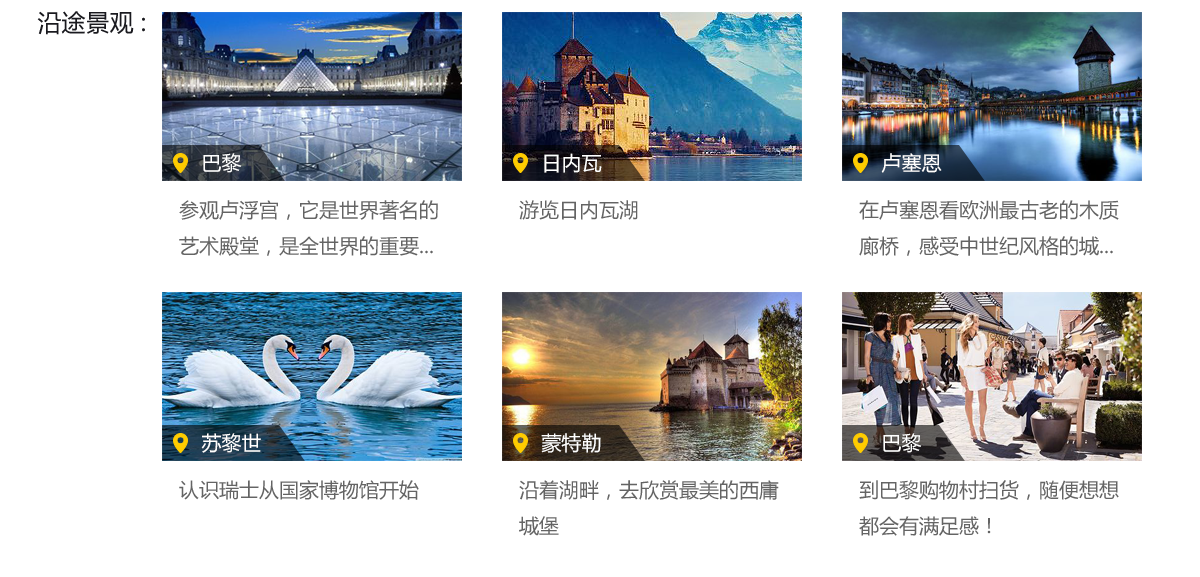 沿途景观：
巴黎
日内瓦
卢塞恩
参观卢浮宫，它是世界著名的
艺术殿堂，是全世界的重要...
游览日内瓦湖
在卢塞恩看欧洲最古老的木质
廊桥，感受中世纪风格的城...
苏黎世
蒙特勒
巴黎
认识瑞士从国家博物馆开始
沿着湖畔，去欣赏最美的西庸
城堡
到巴黎购物村扫货，随便想想
都会有满足感！